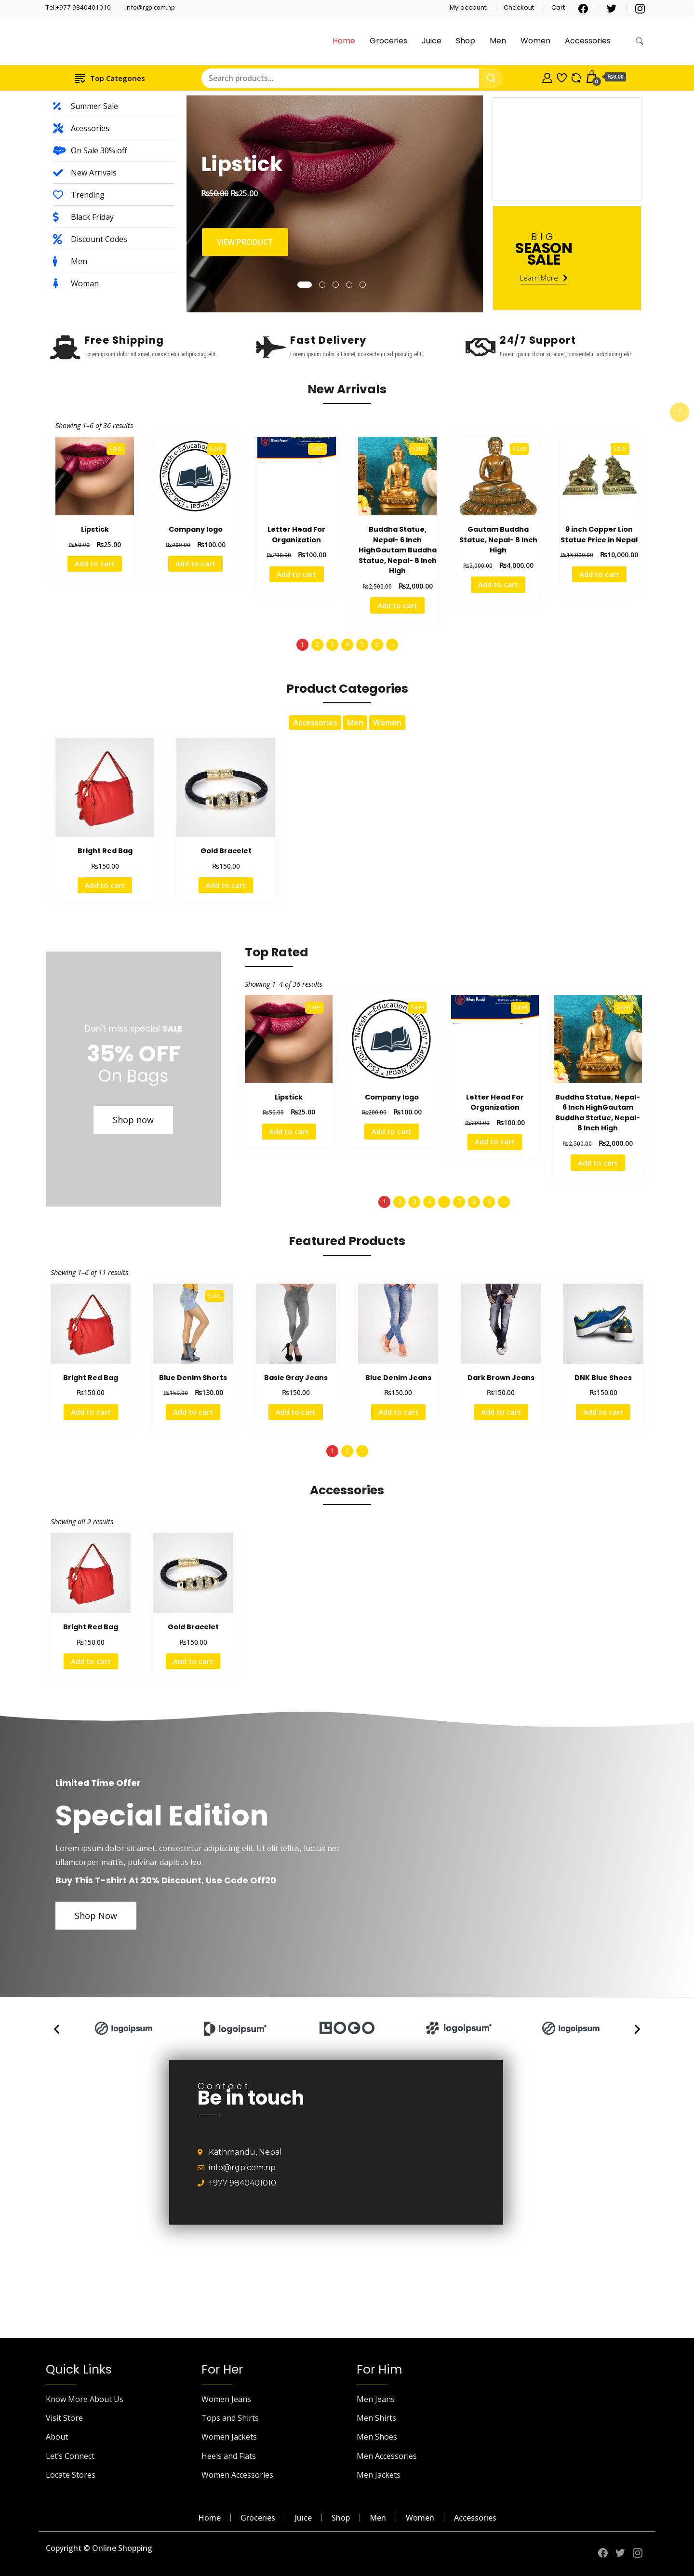 Tel:+977 9840401010
info@rgp.com.np
My account
Checkout
Cart
Home
Groceries
Juice
Shop
Men
Women
Accessories
Top Categories
Search products...
0
₨0.00
Summer Sale
Acessories
On Sale 30% off
New Arrivals
Trending
Black Friday
Discount Codes
Men
Woman
Lipstick
₨50.00 ₨25.00
VIEW PRODUCT
BIG
SEASON
SALE
Learn More
Free Shipping
Lorem ipsum dolor sit amet, consectetur adipiscing elit.
Fast Delivery
Lorem ipsum dolor sit amet, consectetur adipiscing elit.
24/7 Support
Lorem ipsum dolor sit amet, consectetur adipiscing elit.
New Arrivals
Showing 1–6 of 36 results
Sale!
Lipstick
₨50.00 ₨25.00
Add to cart
Sale!
Company logo
₨200.00 ₨100.00
Add to cart
Sale!
Letter Head For
Organization
₨200.00 ₨100.00
Add to cart
Sale!
Buddha Statue,
Nepal- 6 Inch
HighGautam Buddha
Statue, Nepal- 8 Inch
High
₨2,500.00 ₨2,000.00
Add to cart
Sale!
Gautam Buddha
Statue, Nepal- 8 Inch
High
₨5,000.00 ₨4,000.00
Add to cart
Sale!
9 inch Copper Lion
Statue Price in Nepal
₨15,000.00 ₨10,000.00
Add to cart
1 2 3 4 5 6
Product Categories
Accessories
Men
Women
Bright Red Bag
₨150.00
Add to cart
Gold Bracelet
₨150.00
Add to cart
Don't miss special SALE
35% OFF
On Bags
Shop now
Top Rated
Showing 1–4 of 36 results
Sale!
Lipstick
₨50.00 ₨25.00
Add to cart
Sale!
Company logo
₨200.00 ₨100.00
Add to cart
Sale!
Letter Head For
Organization
₨200.00 ₨100.00
Add to cart
Sale!
Buddha Statue, Nepal-
6 Inch HighGautam
Buddha Statue, Nepal-
8 Inch High
₨2,500.00 ₨2,000.00
Add to cart
1 2 3 4 … 7 8 9
Featured Products
Showing 1–6 of 11 results
Bright Red Bag
₨150.00
Add to cart
Sale!
Blue Denim Shorts
₨150.00 ₨130.00
Add to cart
Basic Gray Jeans
₨150.00
Add to cart
Blue Denim Jeans
₨150.00
Add to cart
Dark Brown Jeans
₨150.00
Add to cart
DNK Blue Shoes
₨150.00
Add to cart
1 2
Accessories
Showing all 2 results
Bright Red Bag
₨150.00
Add to cart
Gold Bracelet
₨150.00
Add to cart
Limited Time Offer
Special Edition
Lorem ipsum dolor sit amet, consectetur adipiscing elit. Ut elit tellus, luctus nec
ullamcorper mattis, pulvinar dapibus leo.
Buy This T-shirt At 20% Discount, Use Code Off20
Shop Now
logoipsum
logoipsum
LOGO
logoipsum
logoipsum
Contact
Be in touch
Kathmandu, Nepal
info@rgp.com.np
+977 9840401010
Quick Links
Know More About Us
Visit Store
About
Let's Connect
Locate Stores
For Her
Women Jeans
Tops and Shirts
Women Jackets
Heels and Flats
Women Accessories
For Him
Men Jeans
Men Shirts
Men Shoes
Men Accessories
Men Jackets
Home
Groceries
Juice
Shop
Men
Women
Accessories
Copyright © Online Shopping